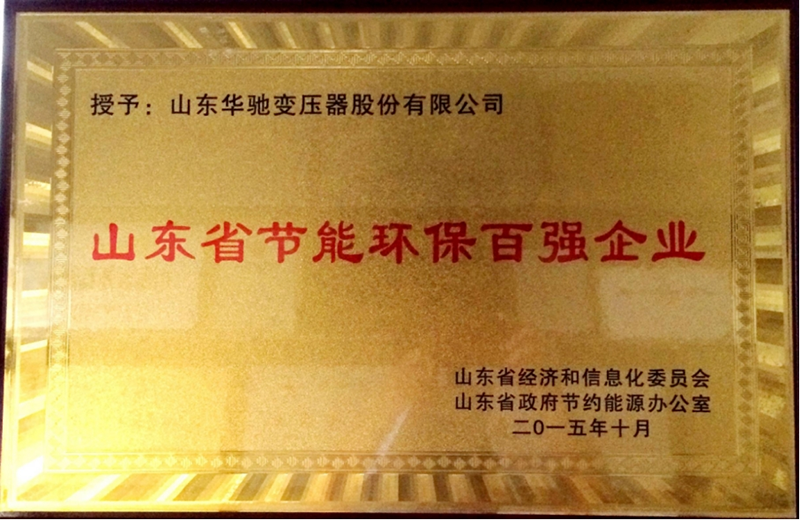 授予：山东华驰变压器股份有限公司
山东省节能环保百强企业
山东省经济和信息化委员会
山东省政府节约能源办公室
二0一五年十月